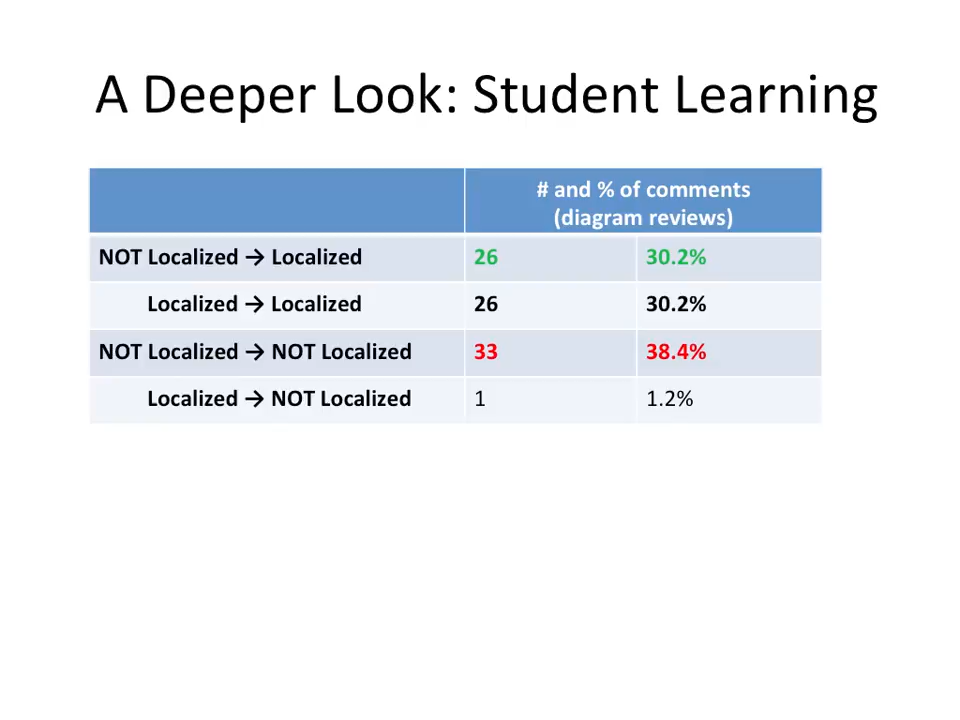 A Deeper Look: Student Learning
# and % of comments
(diagram reviews)
NOT Localized → Localized 26 30.2%
Localized → Localized 26 30.2%
NOT Localized → NOT Localized 33 38.4%
Localized → NOT Localized 1 1.2%